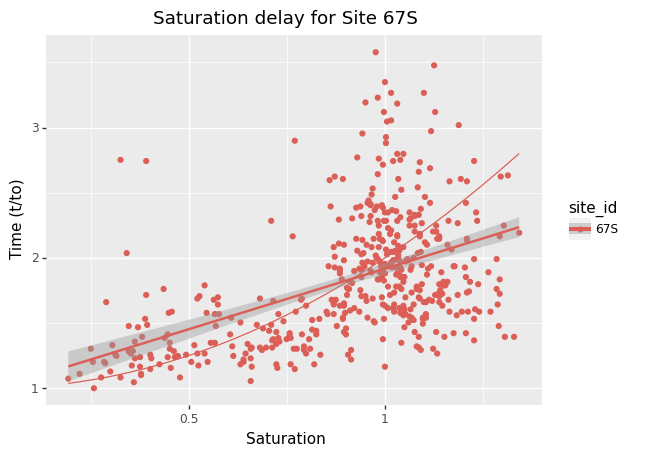 Saturation delay for Site 67S
3
2
1
Time (t/to)
0.5
1
Saturation
site_id
67S